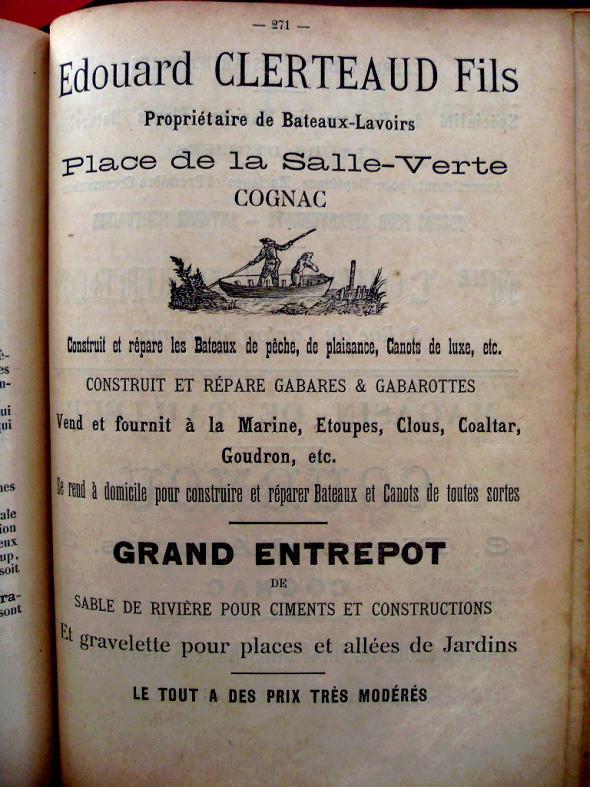 — 271 —
Edouard CLERTEAUD Fils
Propriétaire de Bateaux-Lavoirs
Place de la Salle-Verte
COGNAC
Construit et répare les Bateaux de pêche, de plaisance, Canots de luxe, etc.
CONSTRUIT ET RÉPARE GABARES & GABAROTTES
Vend et fournit à la Marine, Etoupes, Clous, Coaltar,
Goudron, etc.
Se rend à domicile pour construire et réparer Bateaux et Canots de toutes sortes
GRAND ENTREPOT
DE
SABLE DE RIVIÈRE POUR CIMENTS ET CONSTRUCTIONS
Et gravelette pour places et allées de Jardins
LE TOUT A DES PRIX TRÈS MODÉRÉS